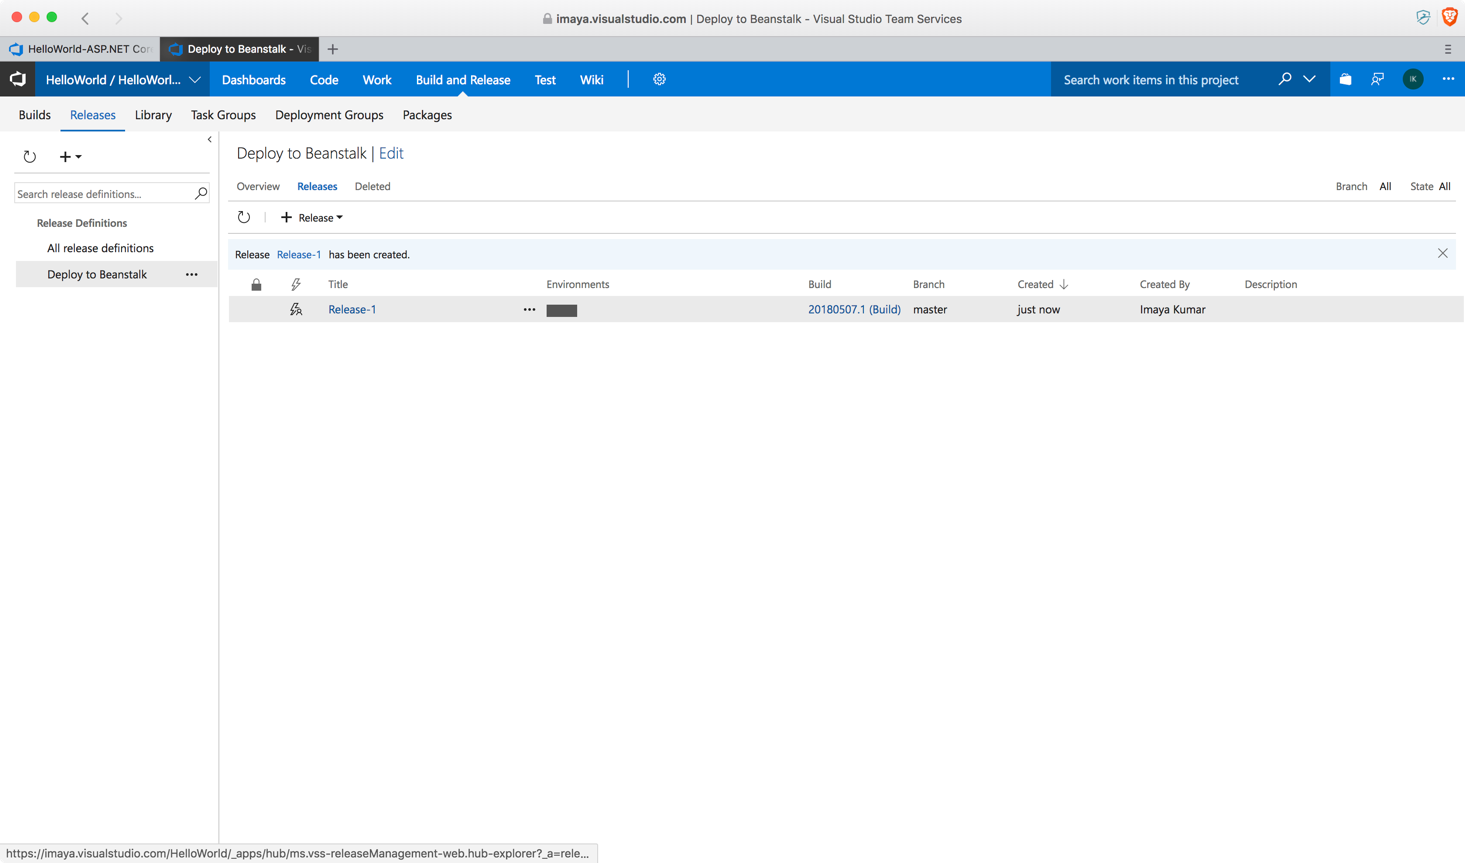 imaya.visualstudio.com | Deploy to Beanstalk - Visual Studio Team Services
HelloWorld-ASP.NET Cor
Deploy to Beanstalk - Vis
HelloWorld / HelloWorl... Dashboards Code Work Build and Release Test Wiki Search work items in this project IK
Builds Releases Library Task Groups Deployment Groups Packages
Deploy to Beanstalk | Edit
Search release definitions...
Release Definitions
All release definitions
Deploy to Beanstalk
Overview Releases Deleted Branch All State All
Release
Release Release-1 has been created.
Title Environments Build Branch Created Created By Description
Release-1 20180507.1 (Build) master just now Imaya Kumar
https://imaya.visualstudio.com/HelloWorld/_apps/hub/ms.vss-releaseManagement-web.hub-explorer?_a=rele...